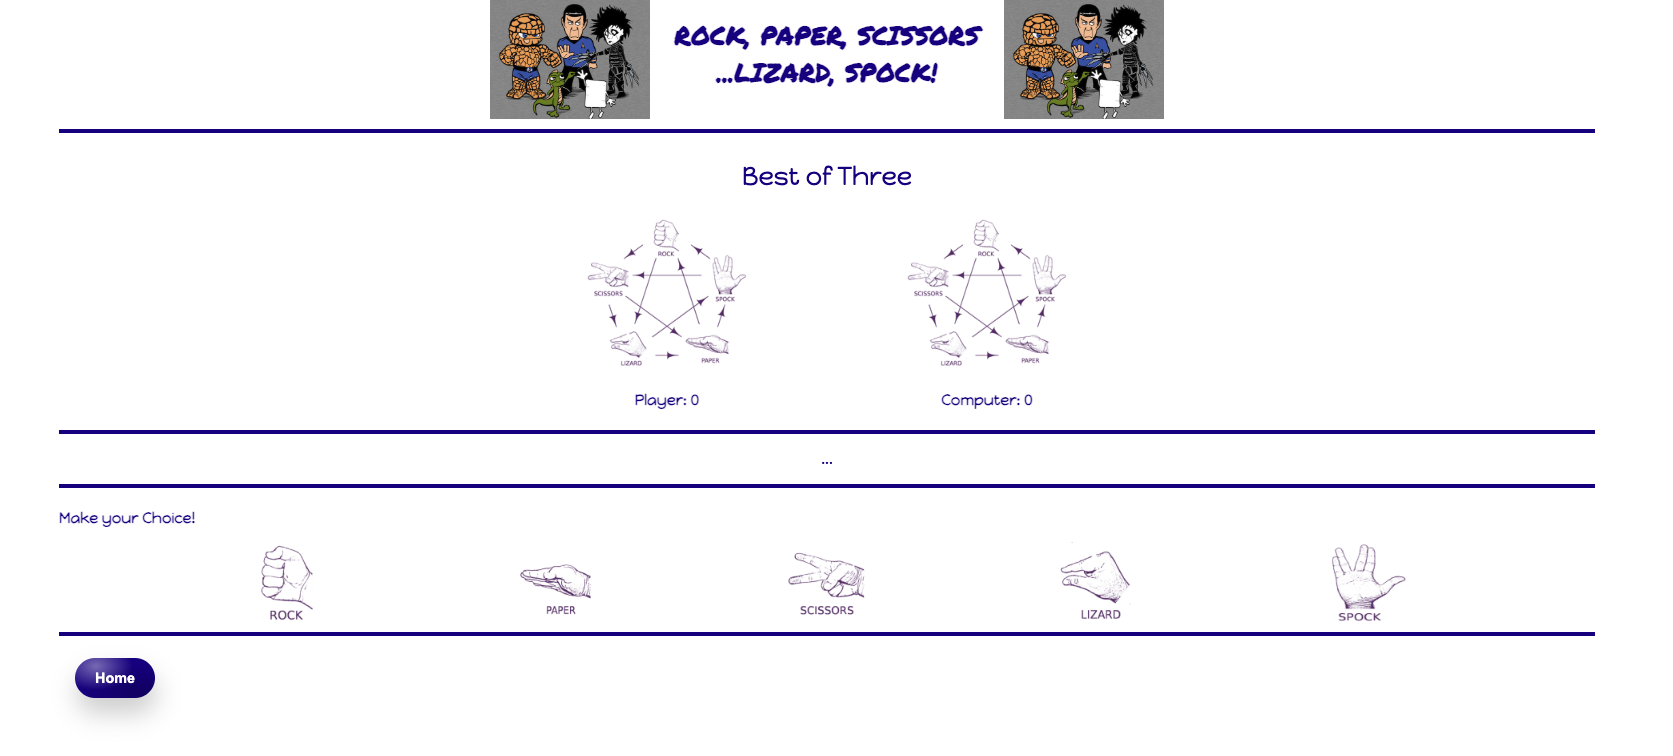 ROCK, PAPER, SCISSORS
...LIZARD, SPOCK!
Best of Three
ROCK
SCISSORS
SPOCK
LIZARD
PAPER
ROCK
SCISSORS
SPOCK
LIZARD
PAPER
Player: 0
Computer: 0
...
Make your Choice!
ROCK
PAPER
SCISSORS
LIZARD
SPOCK
Home